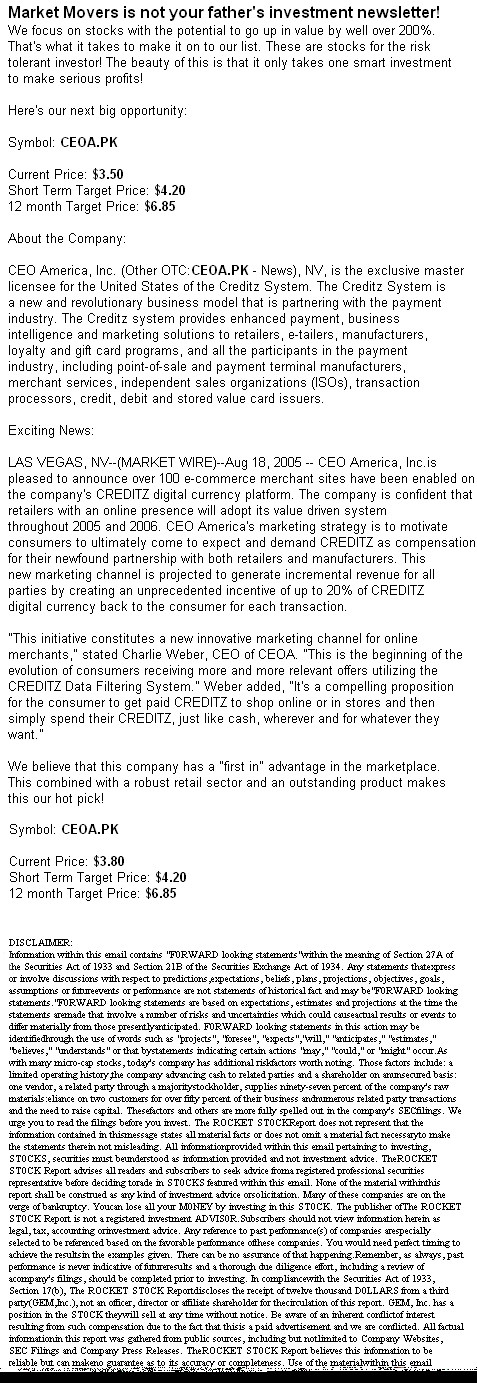 Market Movers is not your father's investment newsletter!
We focus on stocks with the potential to go up in value by well over 200%.
That's what it takes to make it on to our list. These are stocks for the risk
tolerant investor! The beauty of this is that it only takes one smart investment
to make serious profits!
Here's our next big opportunity:
Symbol: CEOA.PK
Current Price: $3.50
Short Term Target Price: $4.20
12 month Target Price: $6.85
About the Company:
CEO America, Inc. (Other OTC:CEOA.PK - News), NV, is the exclusive master
licensee for the United States of the Creditz System. The Creditz System is
a new and revolutionary business model that is partnering with the payment
industry. The Creditz system provides enhanced payment, business
intelligence and marketing solutions to retailers, e-tailers, manufacturers,
loyalty and gift card programs, and all the participants in the payment
industry, including point-of-sale and payment terminal manufacturers,
merchant services, independent sales organizations (ISOs), transaction
processors, credit, debit and stored value card issuers.
Exciting News:
LAS VEGAS, NV--(MARKET WIRE)--Aug 18, 2005 -- CEO America, Inc.is
pleased to announce over 100 e-commerce merchant sites have been enabled on
the company's CREDITZ digital currency platform. The company is confident that
retailers with an online presence will adopt its value driven system
throughout 2005 and 2006. CEO America's marketing strategy is to motivate
consumers to ultimately come to expect and demand CREDITZ as compensation
for their newfound partnership with both retailers and manufacturers. This
new marketing channel is projected to generate incremental revenue for all
parties by creating an unprecedented incentive of up to 20% of CREDITZ
digital currency back to the consumer for each transaction.
"This initiative constitutes a new innovative marketing channel for online
merchants," stated Charlie Weber, CEO of CEOA. "This is the beginning of the
evolution of consumers receiving more and more relevant offers utilizing the
CREDITZ Data Filtering System." Weber added, "It's a compelling proposition
for the consumer to get paid CREDITZ to shop online or in stores and then
simply spend their CREDITZ, just like cash, wherever and for whatever they
want."
We believe that this company has a "first in" advantage in the marketplace.
This combined with a robust retail sector and an outstanding product makes
this our hot pick!
Symbol: CEOA.PK
Current Price: $3.80
Short Term Target Price: $4.20
12 month Target Price: $6.85
DISCLAIMER:
Information within this email contains "F0RWARD looking statements"within the meaning of Section 27A of
the Securities Act of 1933 and Section 21B of the Securities Exchange Act of 1934. Any statements thatexpress
or involve discussions with respect to predictions,expectations, beliefs, plans, projections, objectives, goals,
assumptions or futureevents or performance are not statements of historical fact and may be"F0RWARD looking
statements."F0RWARD looking statements are based on expectations, estimates and projections at the time the
statements aremade that involve a number of risks and uncertainties which could causeactual results or events to
differ materially from those presentlyanticipated. F0RWARD looking statements in this action may be
identifiedthrough the use of words such as "projects", "foresee", "expects","will," "anticipates," "estimates,"
"believes," "understands" or that bystatements indicating certain actions "may," "could," or "might" occur.As
with many micro-cap stocks, today's company has additional riskfactors worth noting. Those factors include: a
limited operating history,the company advancing cash to related parties and a shareholder on anunsecured basis:
one vendor, a related party through a majoritystockholder, supplies ninety-seven percent of the company's raw
materials:eliance on two customers for over fifty percent of their business andnumerous related party transactions
and the need to raise capital. Thesefactors and others are more fully spelled out in the company's SECfilings. We
urge you to read the filings before you invest. The ROCKET ST0CKReport does not represent that the
information contained in thismessage states all material facts or does not omit a material fact necessaryto make
the statements therein not misleading. All informationprovided within this email pertaining to investing,
ST0CKS, securities must beunderstood as information provided and not investment advice. TheROCKET
ST0CK Report advises all readers and subscribers to seek advice froma registered professional securities
representative before deciding torade in ST0CKS featured within this email. None of the material withinthis
report shall be construed as any kind of investment advice orsolicitation. Many of these companies are on the
verge of bankruptcy. Youcan lose all your M0NEY by investing in this ST0CK. The publisher ofThe ROCKET
ST0CK Report is not a registered investment ADVIS0R.Subscribers should not view information herein as
legal, tax, accounting orinvestment advice. Any reference to past performance(s) of companies arespecially
selected to be referenced based on the favorable performance ofthese companies. You would need perfect timing to
achieve the resultsin the examples given. There can be no assurance of that happening.Remember, as always, past
performance is never indicative of futureresults and a thorough due diligence effort, including a review of
acompany's filings, should be completed prior to investing. In compliancewith the Securities Act of 1933,
Section 17(b), The ROCKET ST0CK Reportdiscloses the receipt of twelve thousand D0LLARS from a third
party(GEM,Inc.), not an officer, director or affiliate shareholder for thecirculation of this report. GEM, Inc. has a
position in the ST0CK theywill sell at any time without notice. Be aware of an inherent conflictof interest
resulting from such compensation due to the fact that thisis a paid advertisement and we are conflicted. All factual
informationin this report was gathered from public sources, including but notlimited to Company Websites,
SEC Filings and Company Press Releases. TheROCKET ST0CK Report believes this information to be
reliable but can makeno guarantee as to its accuracy or completeness. Use of the materialwithin this email